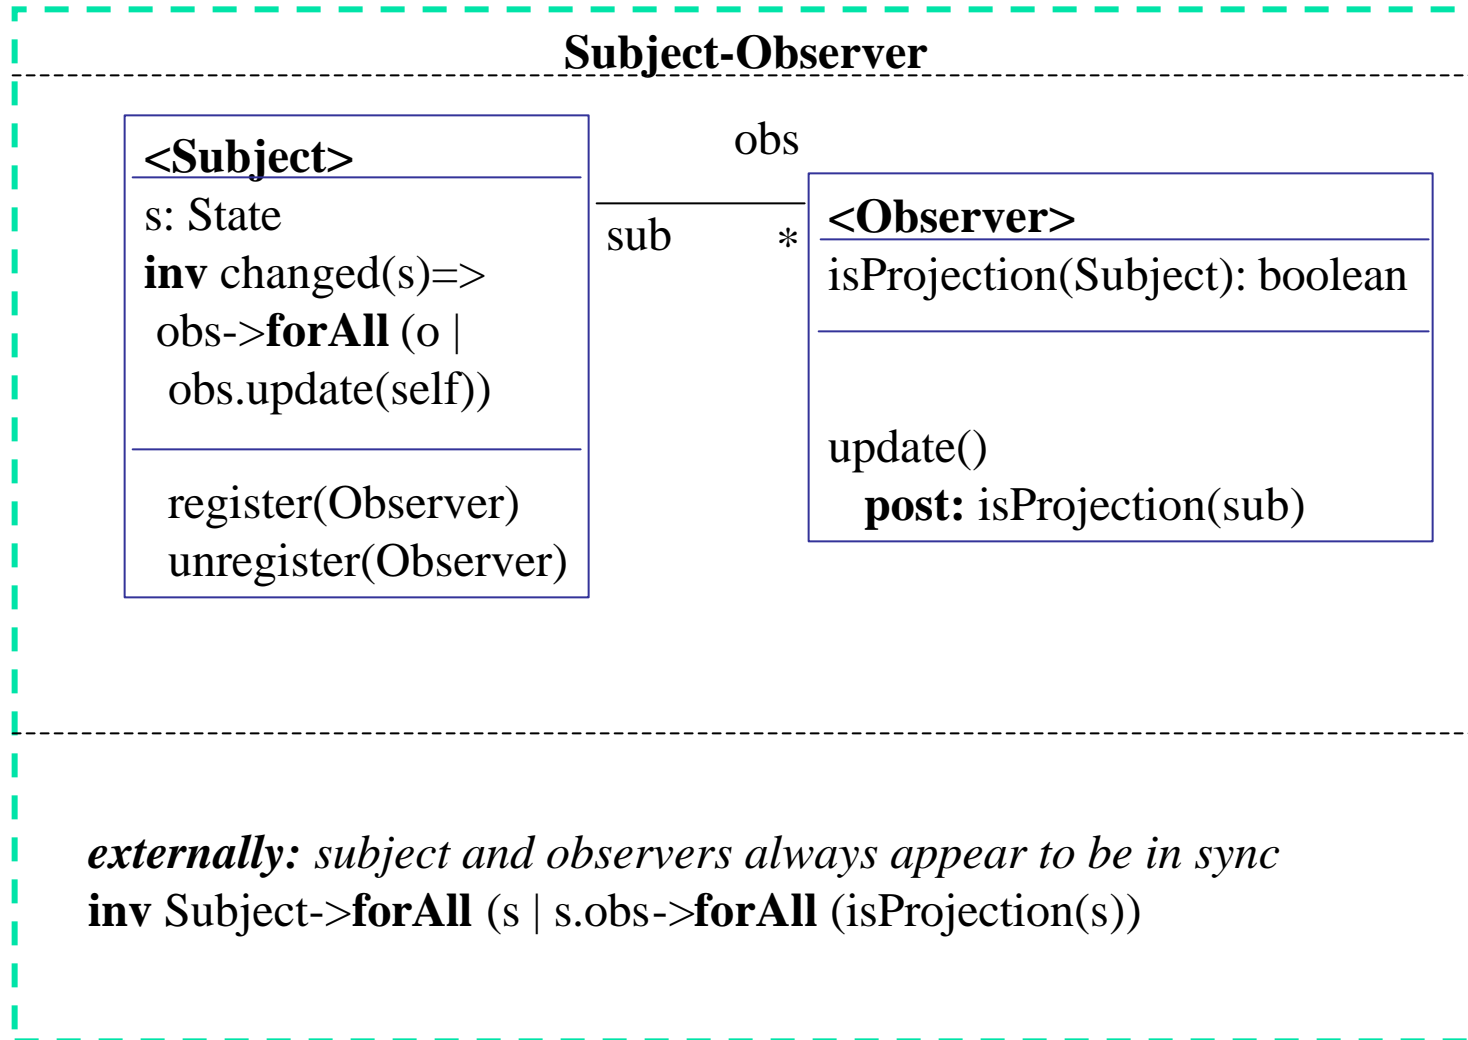 Subject-Observer
<Subject>
s: State
inv changed(s)=>
obs->forAll (o |
obs.update(self))
register(Observer)
unregister(Observer)
obs
sub
*
<Observer>
isProjection(Subject): boolean
update()
post: isProjection(sub)
externally: subject and observers always appear to be in sync
inv Subject->forAll (s | s.obs->forAll (isProjection(s))